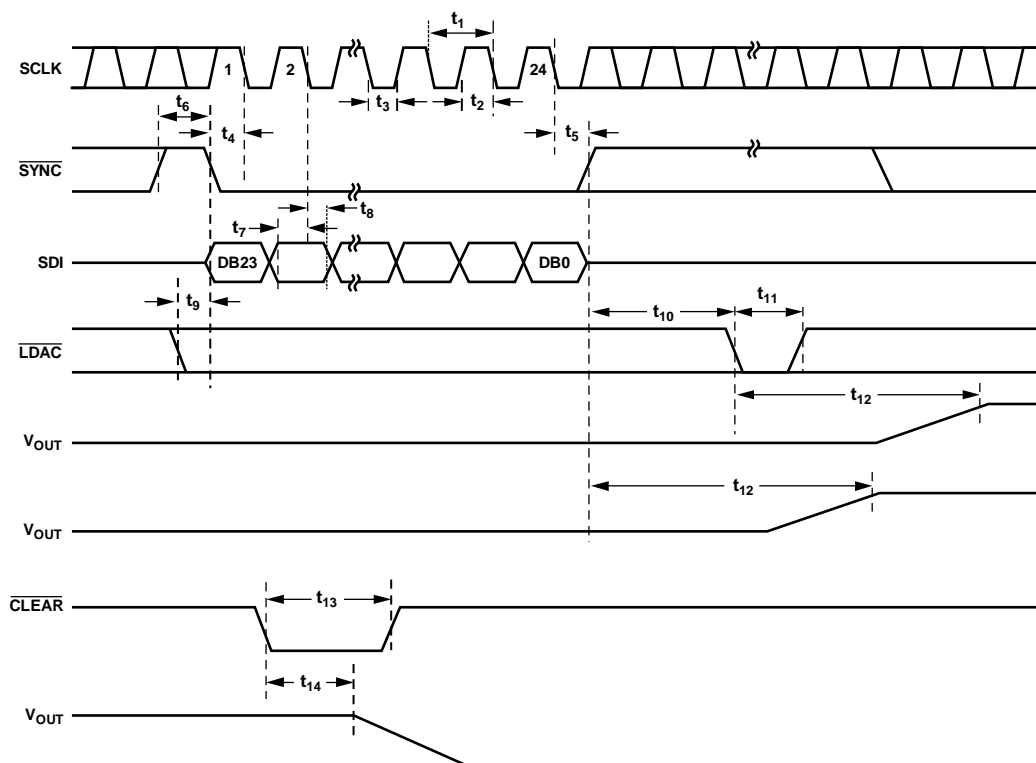 t1
SCLK 1 2 24
t6 t3 t2
t4 t5
SYNC
t8
t7
SDI DB23 DB0
t9 t11
t10
LDAC
t12
VOUT
t12
VOUT
CLEAR t13
t14
VOUT